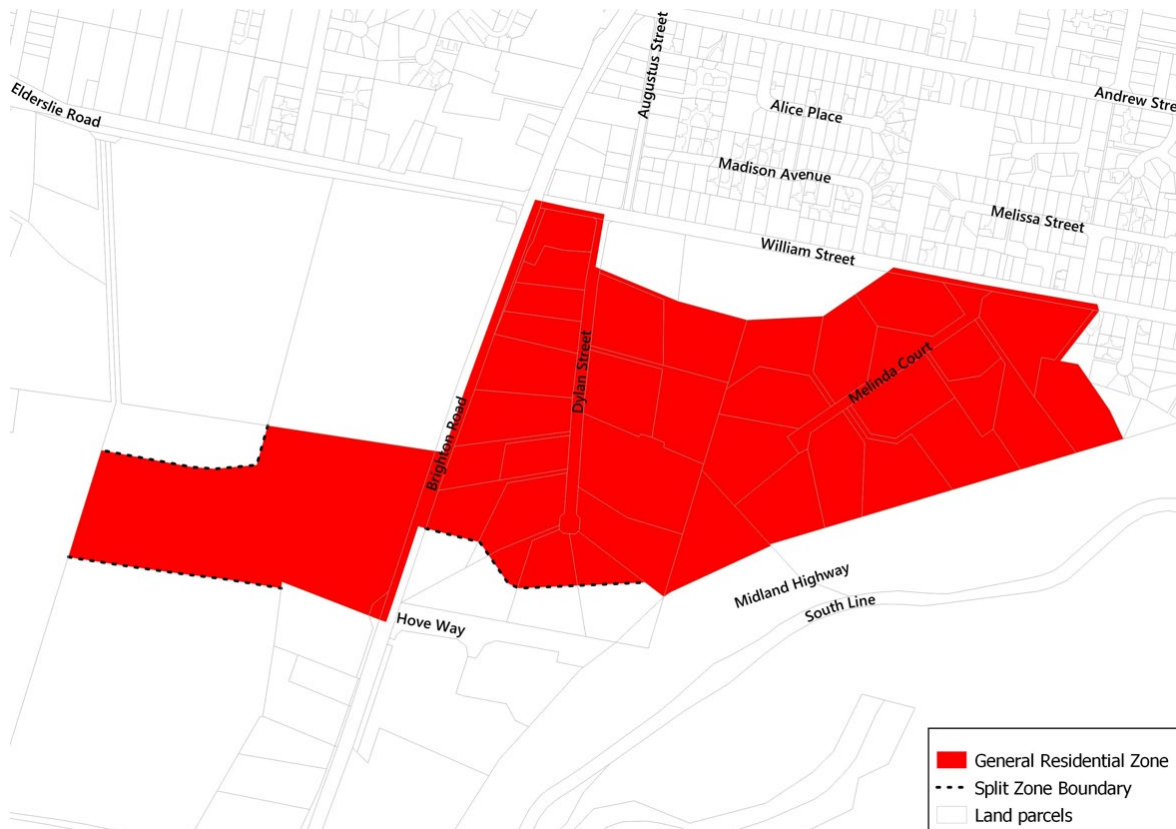 Augustus Street
Elderslie Road
Andrew Stre
Alice Place
Madison Avenue
Melissa Street
William Street
Dylan Street
Melinda Court
Brighton Road
Midland Highway
South Line
Hove Way
General Residential Zone
Split Zone Boundary
Land parcels